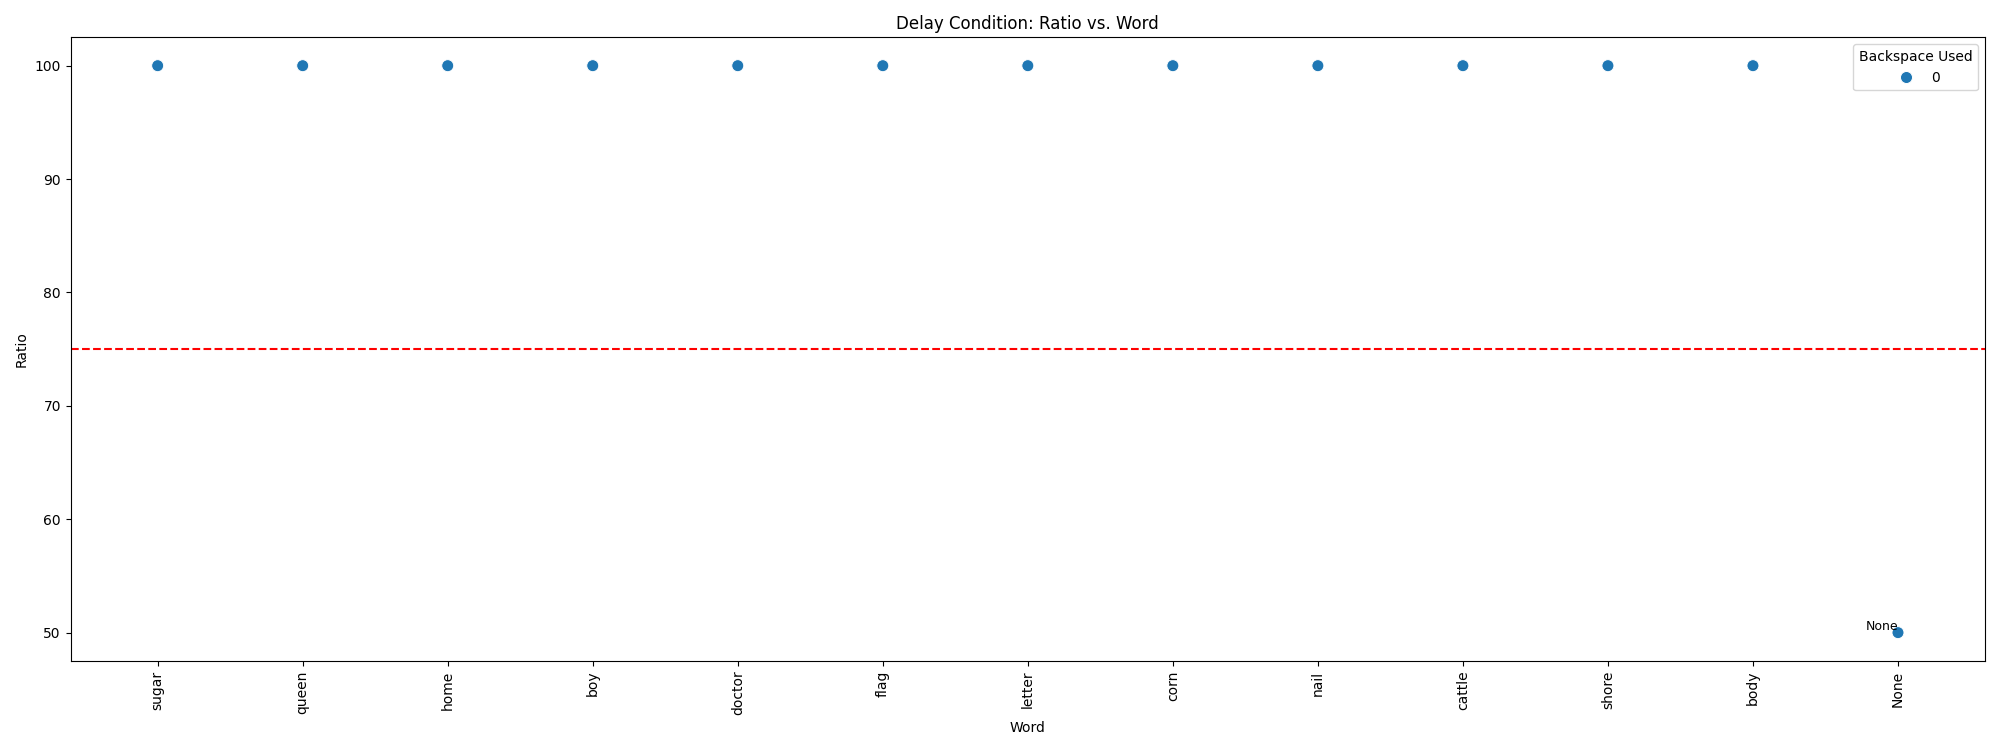 Delay Condition: Ratio vs. Word
Backspace Used
0
Ratio
100
90
80
70
60
50
None
sugar
queen
home
boy
doctor
flag
letter
corn
nail
cattle
shore
body
None
Word